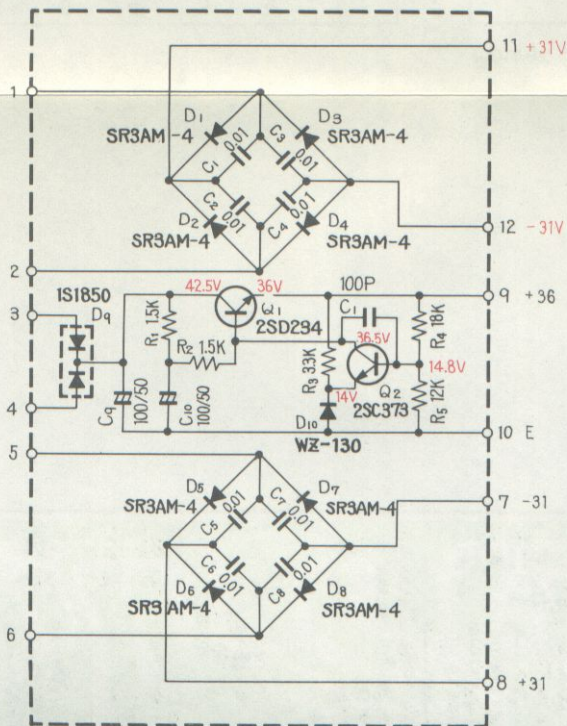 11 +31V
1
D1
SR3AM-4
D3
SR3AM-4
C1
0.01
C3
0.01
C2
0.01
C4
0.01
D2
SR3AM-4
D4
SR3AM-4
12 -31V
2
1S1850
3
D9
4
42.5V
36V
Q1
2SD234
100P
C1
9 +36
R1 1.5K
R2 1.5K
R3 3.3K
36.5V
R4 18K
14.8V
C9
100/50
C10
100/50
14V
Q2
2SC373
R5 12K
D10
WZ-130
10 E
5
D5
SR3AM-4
D7
SR3AM-4
7 -31
C5
0.01
C7
0.01
C6
0.01
C8
0.01
D6
SR3AM-4
D8
SR3AM-4
6
8 +31